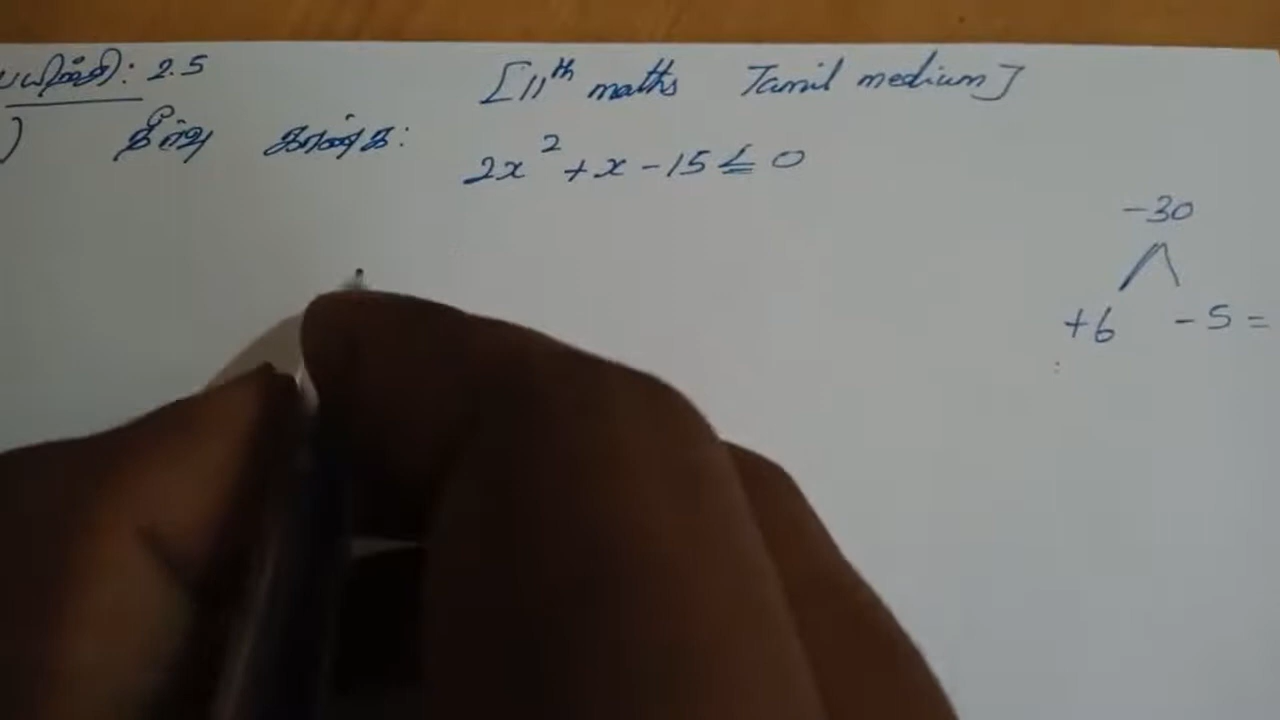 பயிற்சி: 2.5 [11th maths Tamil medium]
) தீர்வு காண்க: 2x² + x - 15 ≤ 0
-30
+6 - 5 =